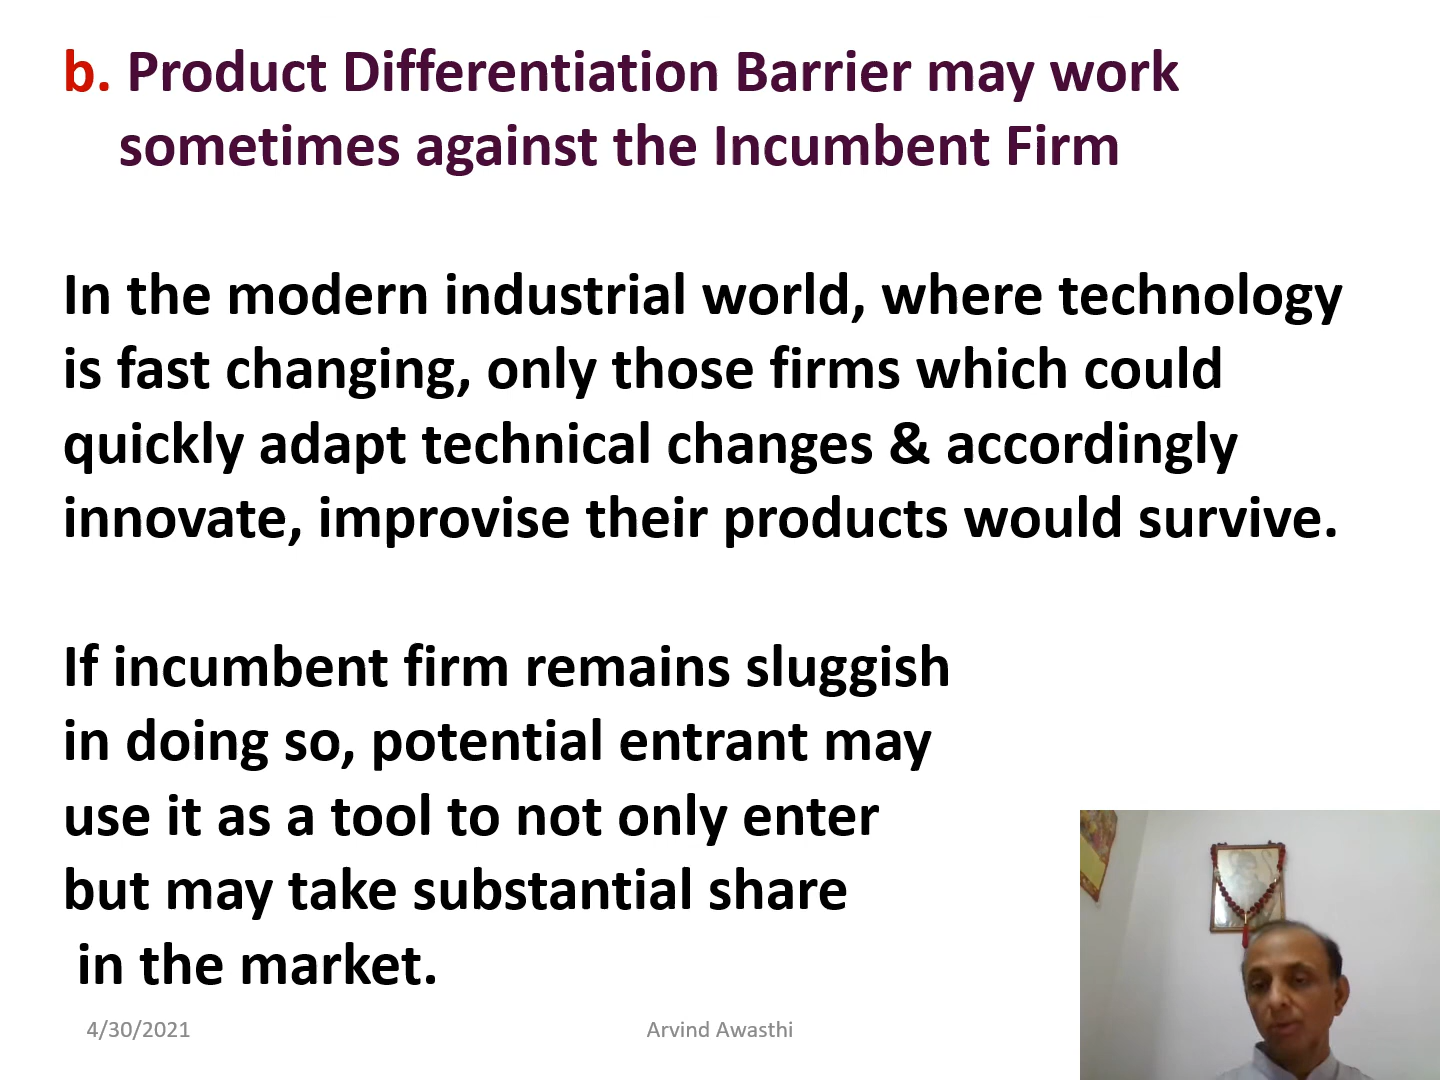 b. Product Differentiation Barrier may work
sometimes against the Incumbent Firm
In the modern industrial world, where technology
is fast changing, only those firms which could
quickly adapt technical changes & accordingly
innovate, improvise their products would survive.
If incumbent firm remains sluggish
in doing so, potential entrant may
use it as a tool to not only enter
but may take substantial share
in the market.
4/30/2021
Arvind Awasthi